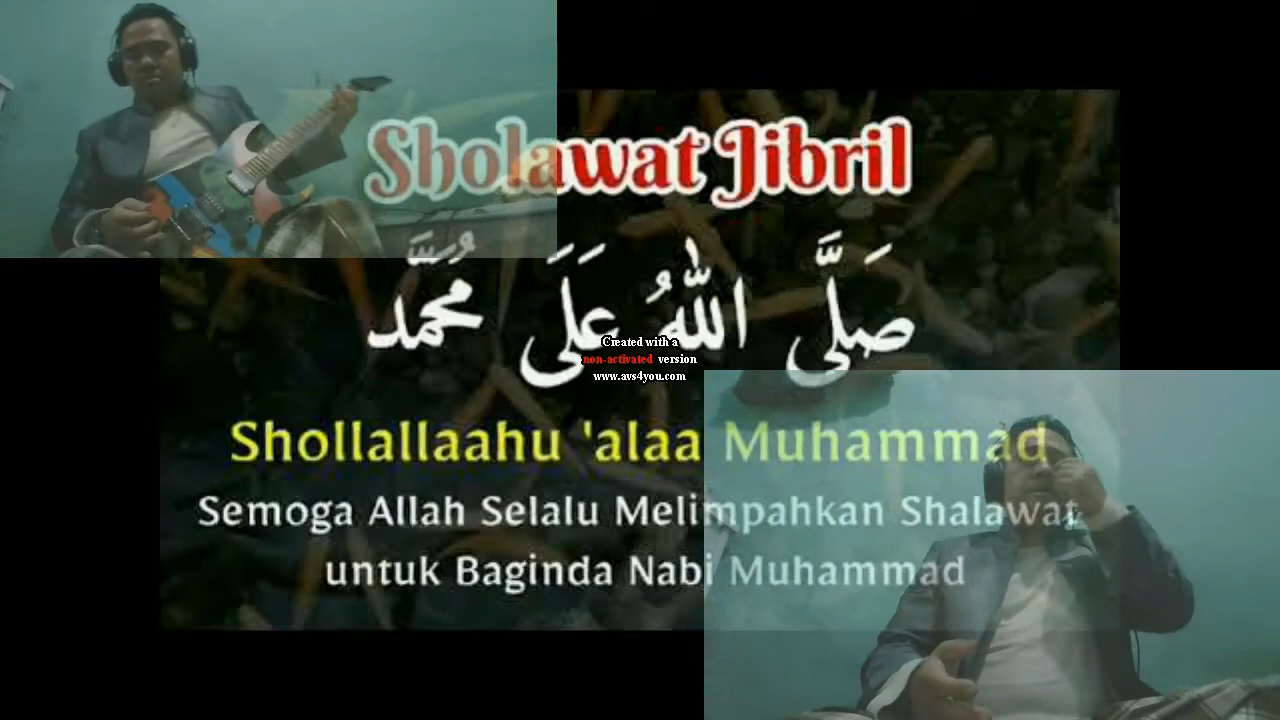 Sholawat Jibril
صَلَّى اللهُ عَلَى مُحَمَّد
Created with a
non-activated version
www.avs4you.com
Shollallaahu 'alaa Muhammad
Semoga Allah Selalu Melimpahkan Shalawat
untuk Baginda Nabi Muhammad